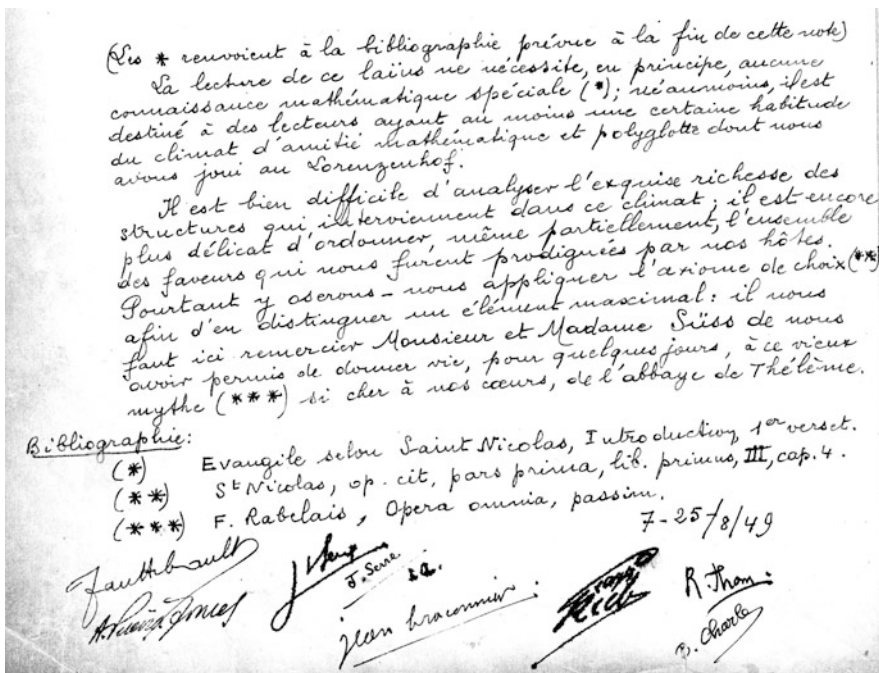 (Les * renvoient à la bibliographie prévue à la fin de cette note)
La lecture de ce laïus ne nécessite, en principe, aucune
connaissance mathématique spéciale (*); néaumoins, il est
destiné à des lecteurs ayant au moins une certaine habitude
du climat d'amitié mathématique et polyglotte dont nous
avons joui au Lorenzenhof.
Il est bien difficile d'analyser l'exquise richesse des
structures qui, interviennent dans ce climat; il est encore
plus délicat d'ordonner, même partiellement, l'ensemble
des faveurs qui nous furent prodiguées par nos hôtes.
Pourtant y oserons-nous appliquer l'axiome de choix (**)
afin d'en distinguer un élément maximal: il nous
faut ici remercier Monsieur et Madame Süss de nous
avoir permis de donner vie, pour quelques jours, à ce vieux
mythe (***) si cher à nos cœurs, de l'abbaye de Thélème.
Bibliographie:
(*) Evangile selon Saint Nicolas, Introduction, 1er verset.
(**) St Nicolas, op. cit, pars prima, lib. primus, III, cap. 4.
(***) F. Rabelais, Opera omnia, passim.
7-25/8/49
J. Serre
jean braconnier
R. Thom